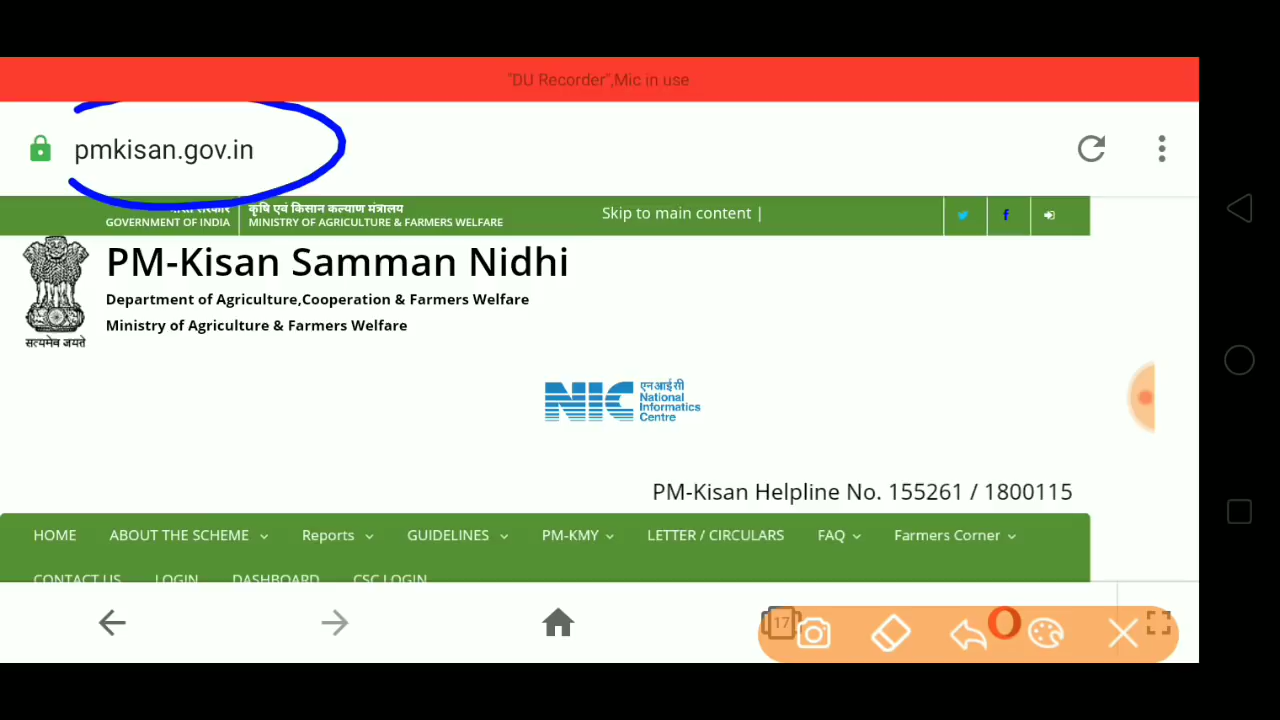 "DU Recorder",Mic in use
pmkisan.gov.in
सरकार
कृषि एवं किसान कल्याण मंत्रालय
GOVERNMENT OF INDIA
MINISTRY OF AGRICULTURE & FARMERS WELFARE
Skip to main content |
PM-Kisan Samman Nidhi
Department of Agriculture,Cooperation & Farmers Welfare
Ministry of Agriculture & Farmers Welfare
सत्यमेव जयते
NIC
एन आई सी
National
Informatics
Centre
PM-Kisan Helpline No. 155261 / 1800115
HOME ABOUT THE SCHEME Reports GUIDELINES PM-KMY LETTER / CIRCULARS FAQ Farmers Corner
CONTACT US LOGIN DASHBOARD CSC LOGIN
17